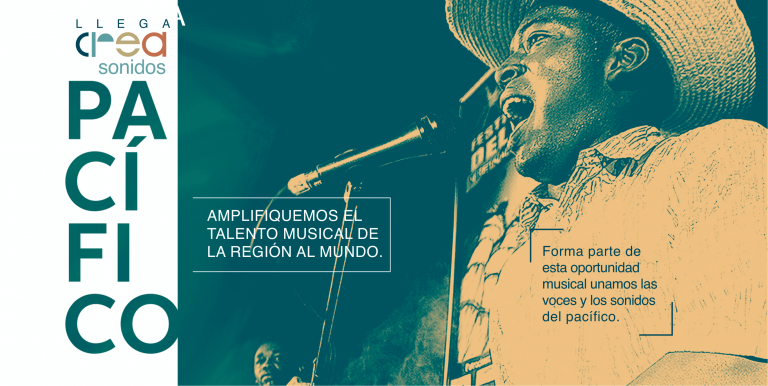 LLEGA
A
crea
sonidos
PA
CÍ
FI
CO
AMPLIFIQUEMOS EL
TALENTO MUSICAL DE
LA REGIÓN AL MUNDO.
DEL
Forma parte de
esta oportunidad
musical unamos las
voces y los sonidos
del pacífico.